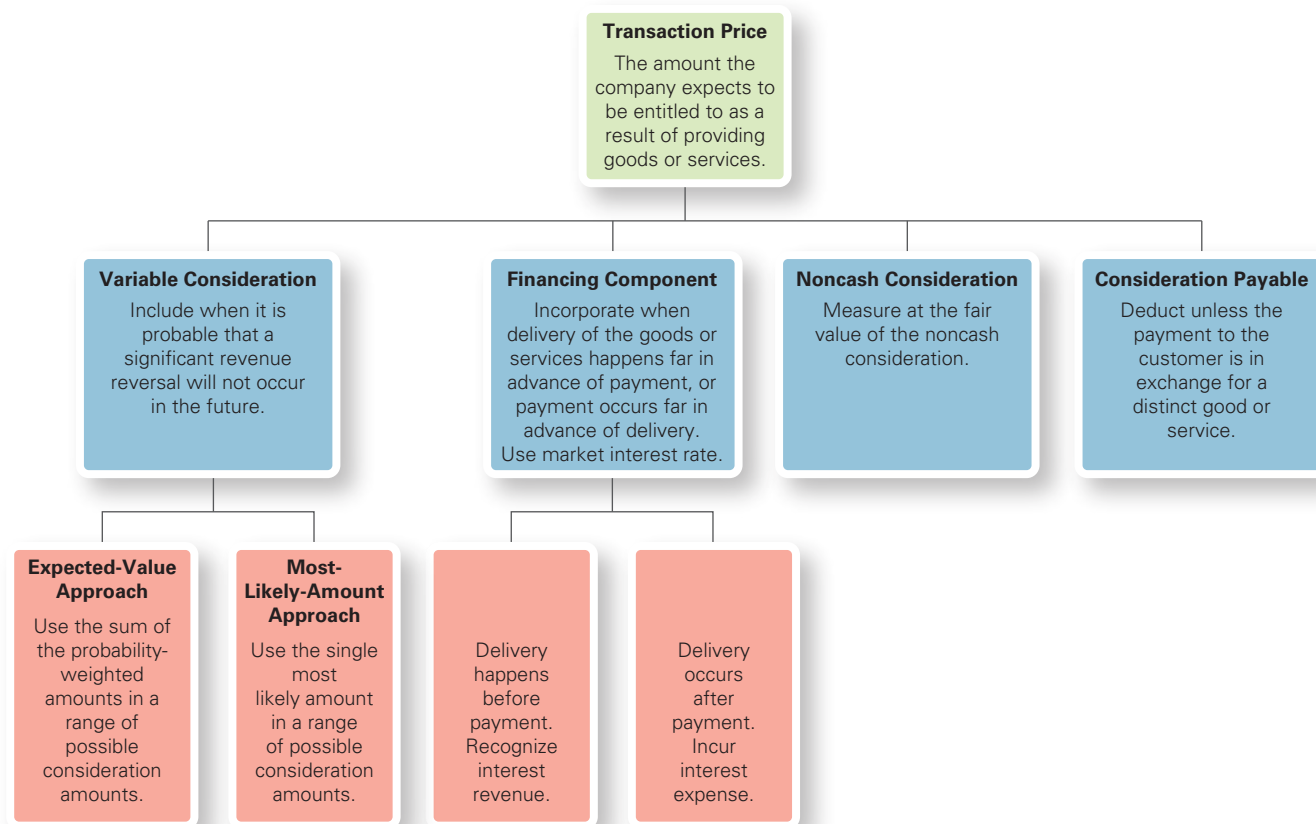 Transaction Price
The amount the
company expects to
be entitled to as a
result of providing
goods or services.
Variable Consideration
Include when it is
probable that a
significant revenue
reversal will not occur
in the future.
Financing Component
Incorporate when
delivery of the goods or
services happens far in
advance of payment, or
payment occurs far in
advance of delivery.
Use market interest rate.
Noncash Consideration
Measure at the fair
value of the noncash
consideration.
Consideration Payable
Deduct unless the
payment to the
customer is in
exchange for a
distinct good or
service.
Expected-Value
Approach
Use the sum of
the probability-
weighted
amounts in a
range of
possible
consideration
amounts.
Most-
Likely-Amount
Approach
Use the single
most
likely amount
in a range
of possible
consideration
amounts.
Delivery
happens
before
payment.
Recognize
interest
revenue.
Delivery
occurs
after
payment.
Incur
interest
expense.